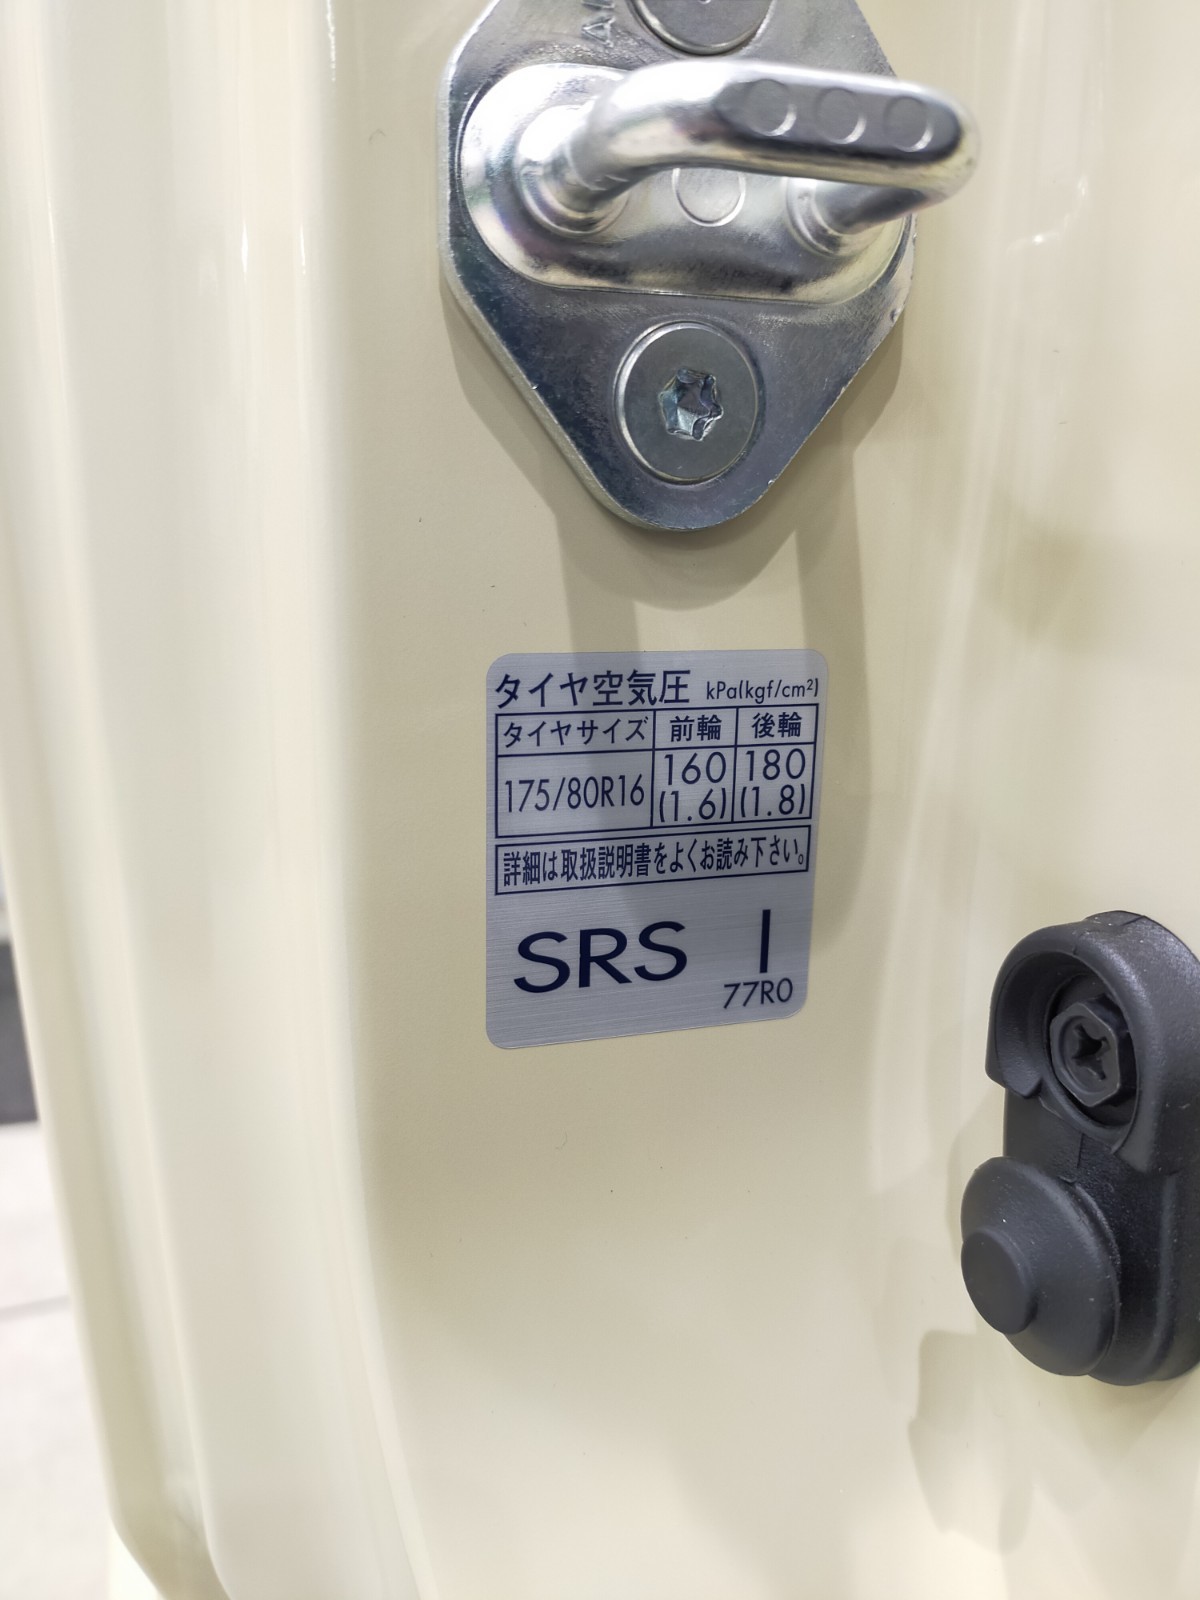 タイヤ空気圧 kPa(kgf/cm²)
タイヤサイズ 前輪 後輪
175/80R16 160 180
(1.6) (1.8)
詳細は取扱説明書をよくお読み下さい。
SRS I
77R0